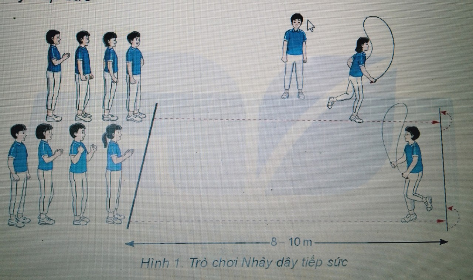 8 - 10 m
Hình 1. Trò chơi Nhảy dây tiếp sức